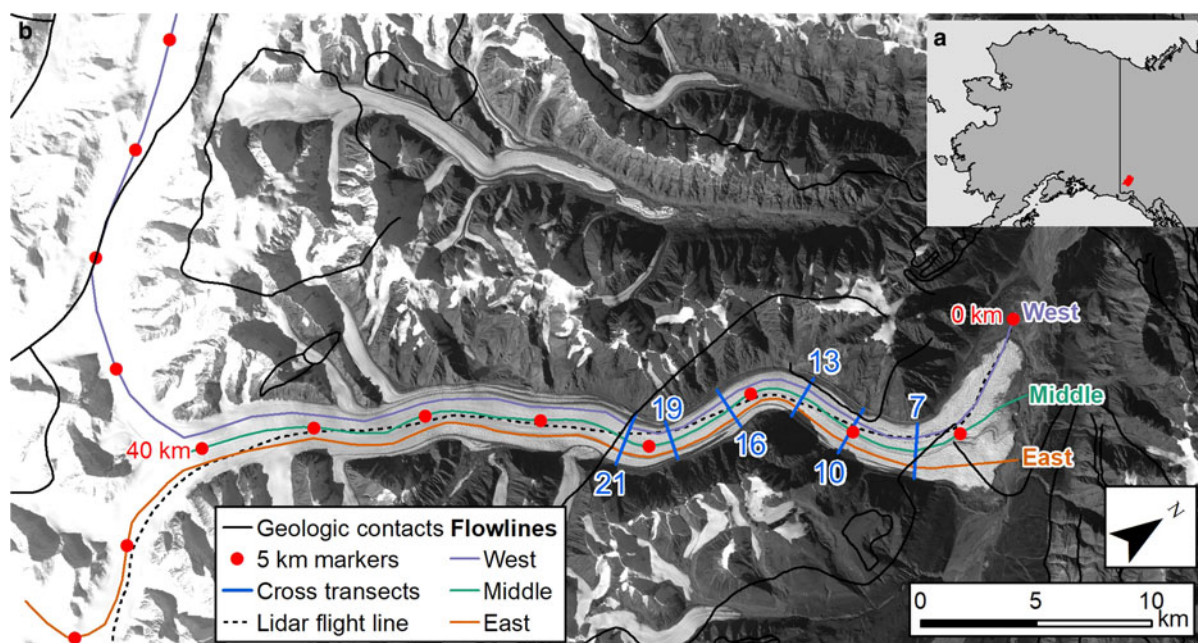 b
a
0 km
West
13
7
19
Middle
40 km
16
10
East
21
N
Geologic contacts Flowlines
5 km markers West
Cross transects Middle
Lidar flight line East
0 5 10
km